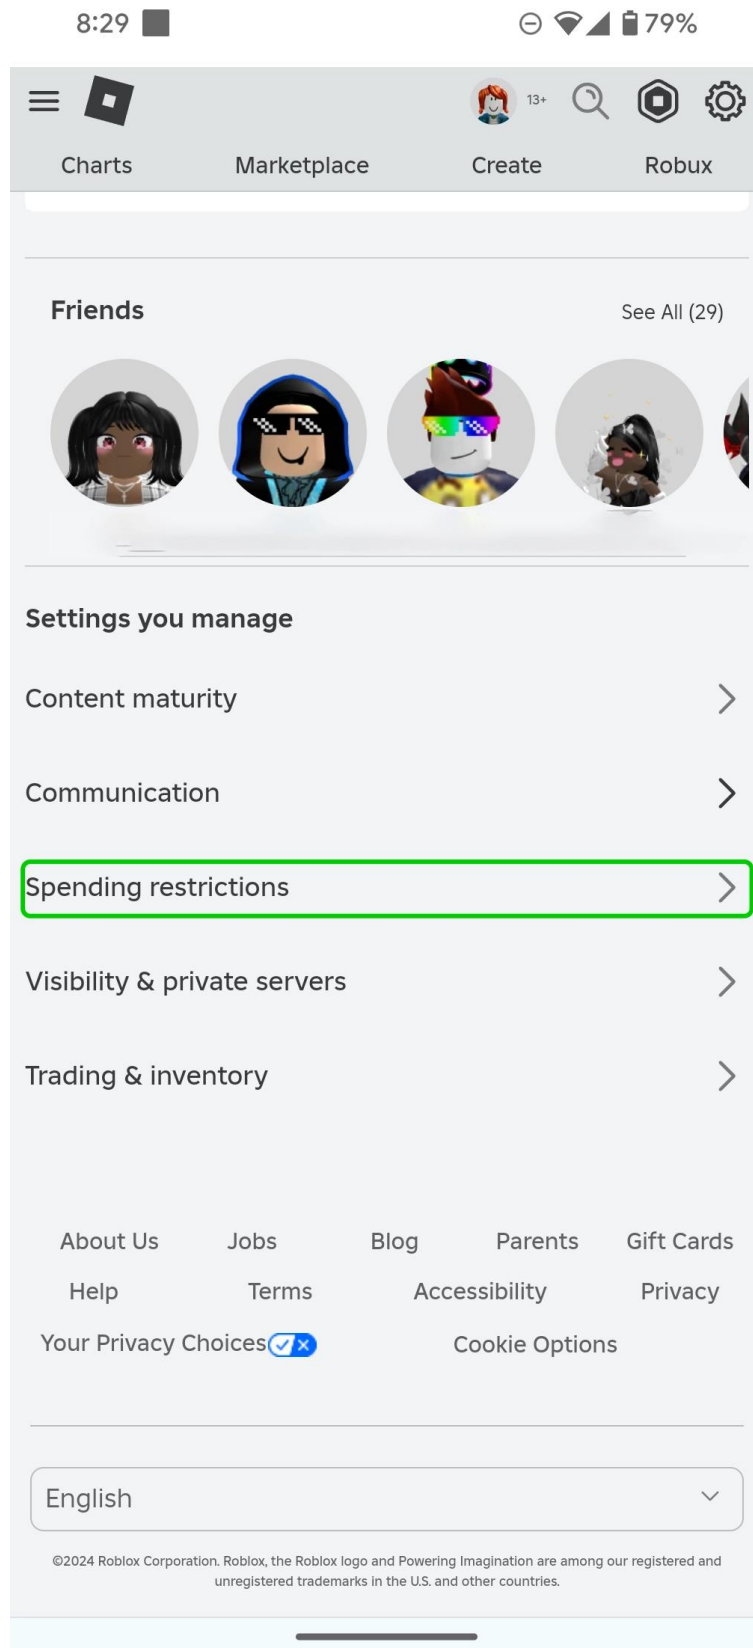 8:29 79%
13+
Charts Marketplace Create Robux
Friends See All (29)
Settings you manage
Content maturity
Communication
Spending restrictions
Visibility & private servers
Trading & inventory
About Us Jobs Blog Parents Gift Cards
Help Terms Accessibility Privacy
Your Privacy Choices Cookie Options
English
©2024 Roblox Corporation. Roblox, the Roblox logo and Powering Imagination are among our registered and
unregistered trademarks in the U.S. and other countries.